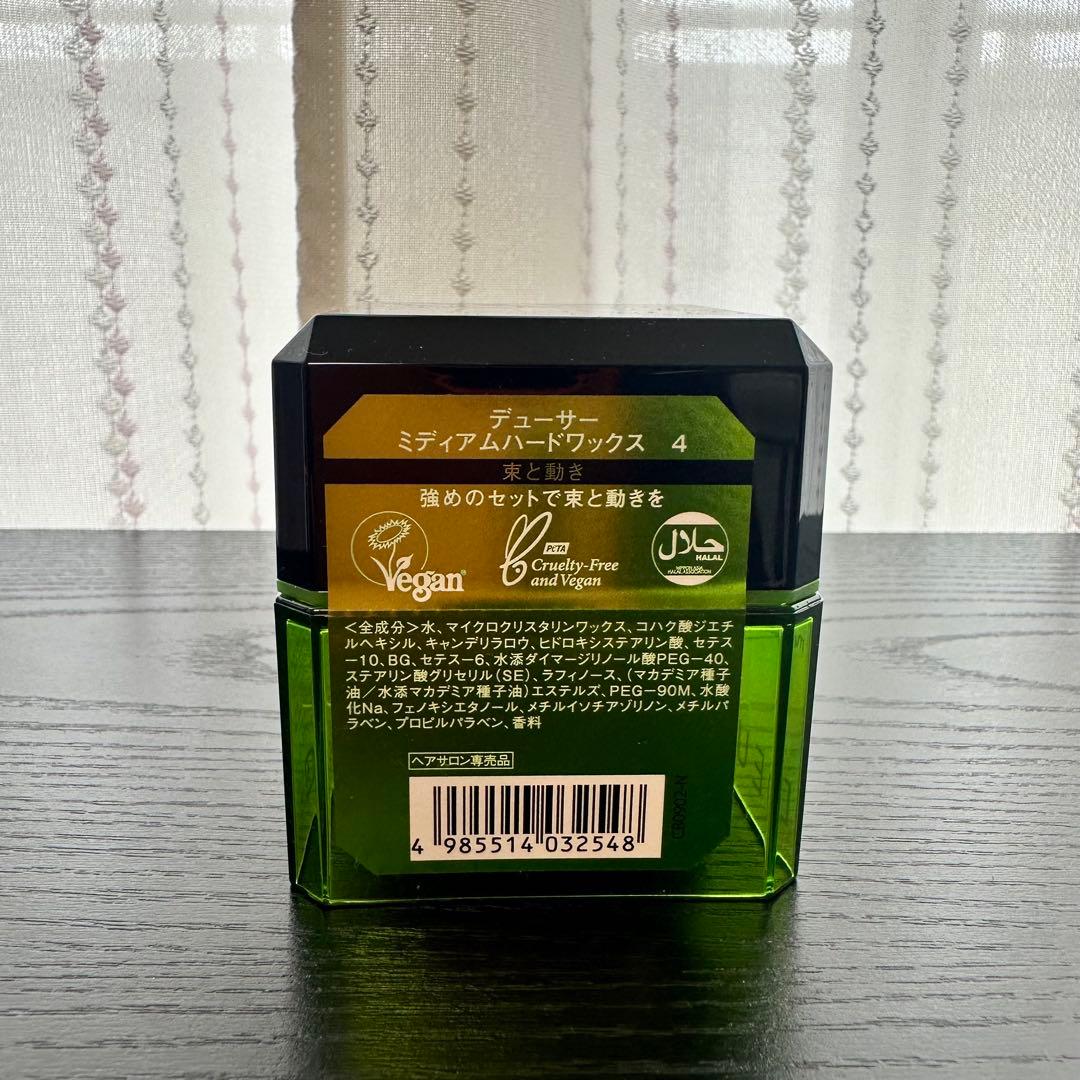 デューサー
ミディアムハードワックス 4
束と動き
強めのセットで束と動きを
Vegan
PETA
Cruelty-Free
and Vegan
حلال
HALAL
NIPPON ASIA
HALAL ASSOCIATION
<全成分>水、マイクロクリスタリンワックス、コハク酸ジエチ
ルヘキシル、キャンデリラロウ、ヒドロキシステアリン酸、セテス
−10、BG、セテス−6、水添ダイマージリノール酸PEG−40、
ステアリン酸グリセリル(SE)、ラフィノース、(マカデミア種子
油/水添マカデミア種子油)エステルズ、PEG−90M、水酸
化Na、フェノキシエタノール、メチルイソチアゾリノン、メチルパ
ラベン、プロピルパラベン、香料
ヘアサロン専売品
4 985514 032548